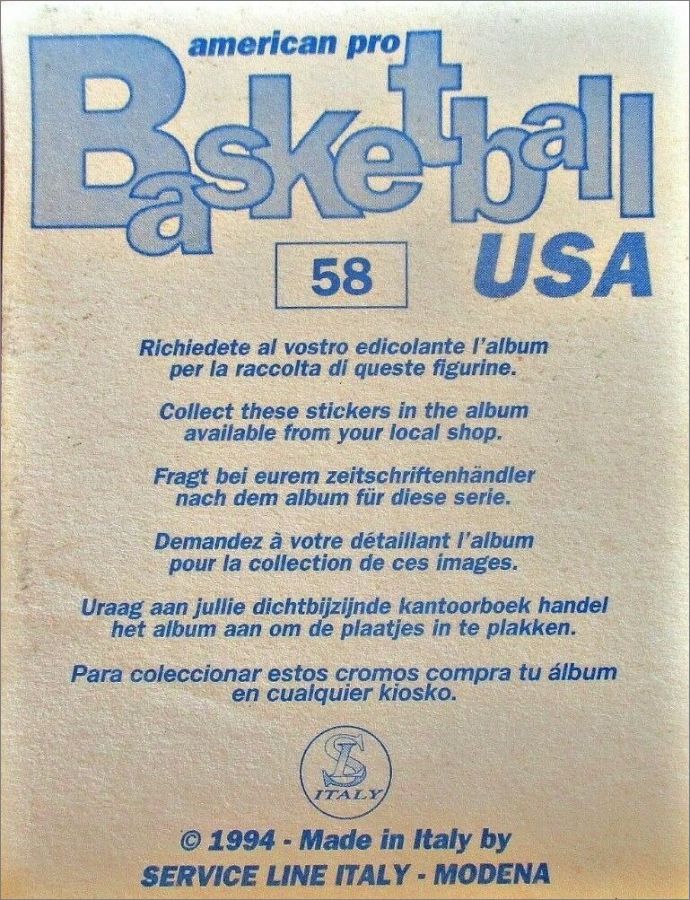 american pro
Basketball
USA
58
Richiedete al vostro edicolante l'album
per la raccolta di queste figurine.
Collect these stickers in the album
available from your local shop.
Fragt bei eurem zeitschriftenhändler
nach dem album für diese serie.
Demandez à votre détaillant l'album
pour la collection de ces images.
Uraag aan jullie dichtbijzijnde kantoorboek handel
het album aan om de plaatjes in te plakken.
Para coleccionar estos cromos compra tu álbum
en cualquier kiosko.
SL
ITALY
© 1994 - Made in Italy by
SERVICE LINE ITALY - MODENA